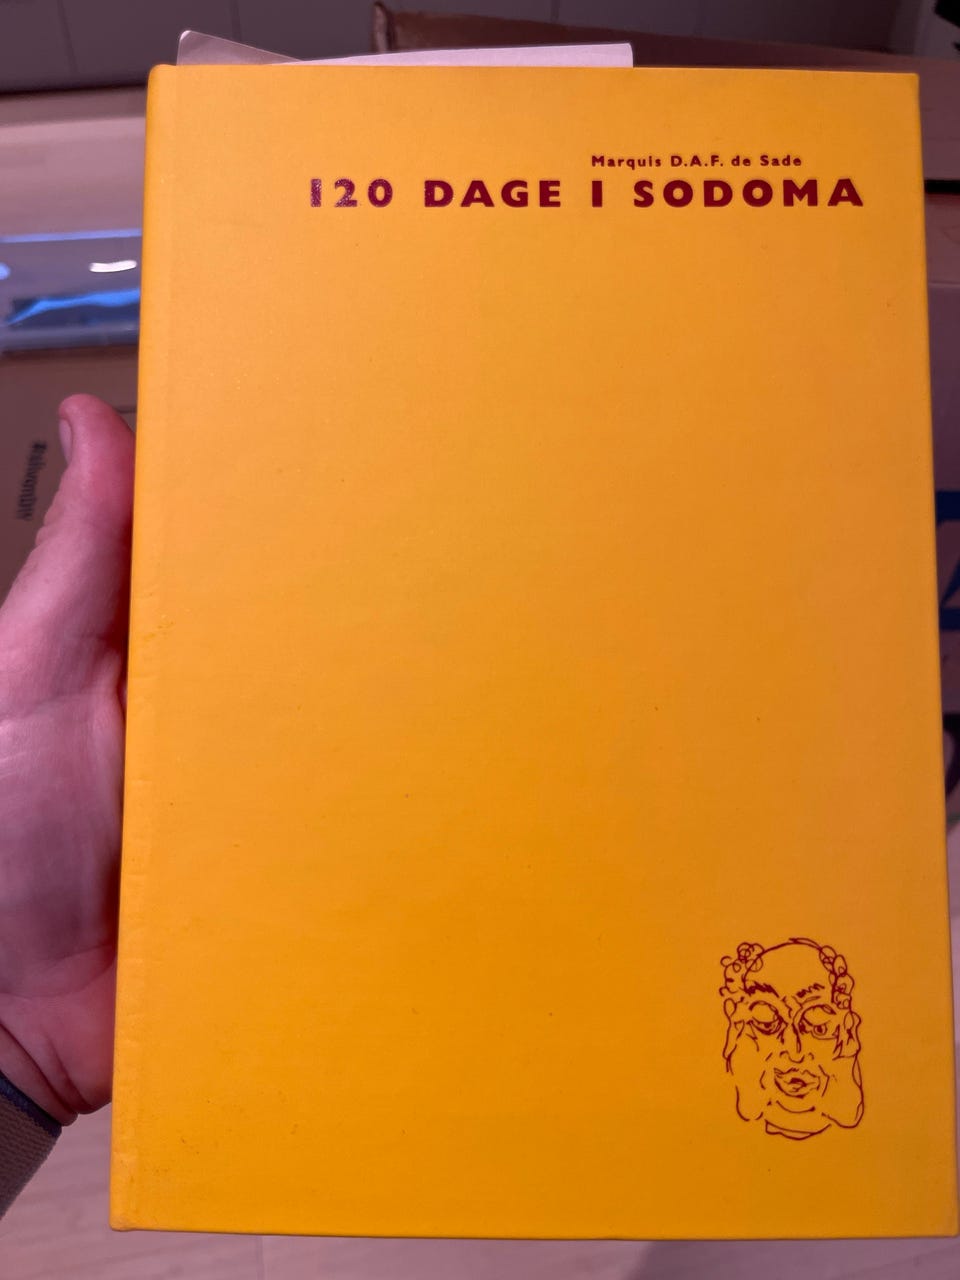 Marquis D.A.F. de Sade
120 DAGE I SODOMA